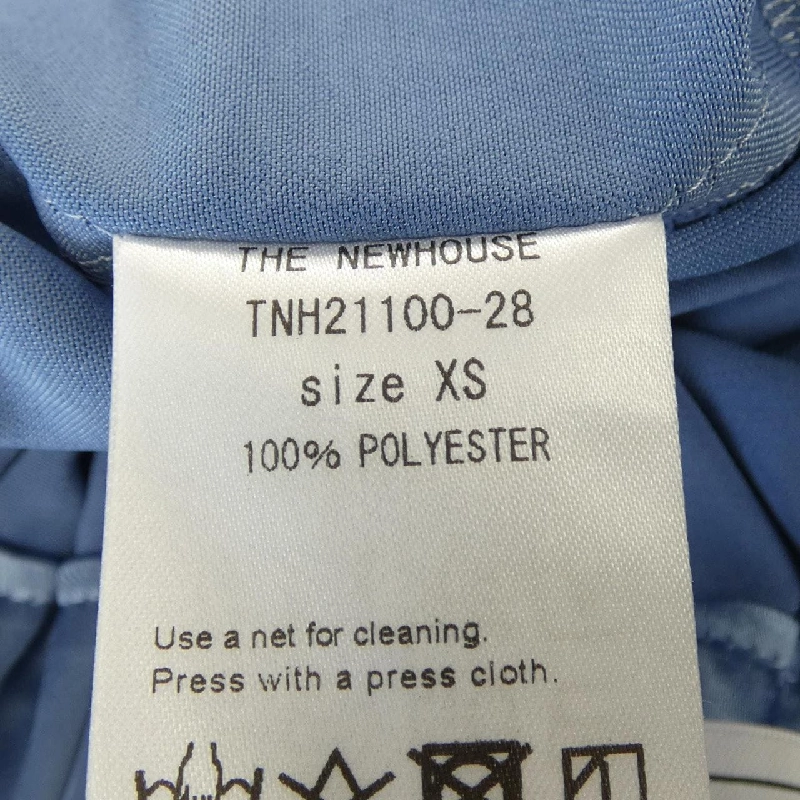 THE NEWHOUSE
TNH21100-28
size XS
100% POLYESTER
Use a net for cleaning.
Press with a press cloth.